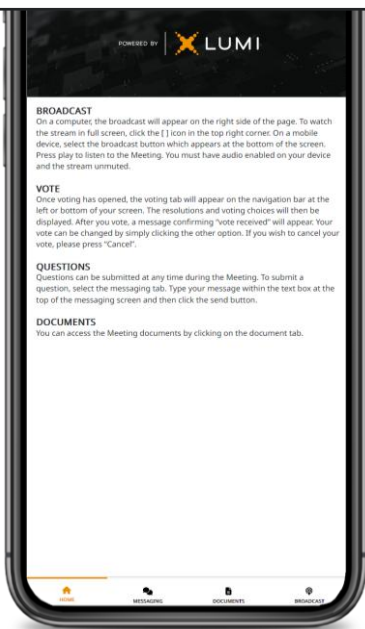 POWERED BY LUMI
BROADCAST
On a computer, the broadcast will appear on the right side of the page. To watch
the stream in full screen, click the [ ] icon in the top right corner. On a mobile
device, select the broadcast button which appears at the bottom of the screen.
Press play to listen to the Meeting. You must have audio enabled on your device
and the stream unmuted.
VOTE
Once voting has opened, the voting tab will appear on the navigation bar at the
left or bottom of your screen. The resolutions and voting choices will then be
displayed. After you vote, a message confirming "vote received" will appear. Your
vote can be changed by simply clicking the other option. If you wish to cancel your
vote, please press "Cancel".
QUESTIONS
Questions can be submitted at any time during the Meeting. To submit a
question, select the messaging tab. Type your message within the text box at the
top of the messaging screen and then click the send button.
DOCUMENTS
You can access the Meeting documents by clicking on the document tab.
HOME MESSAGING DOCUMENTS BROADCAST